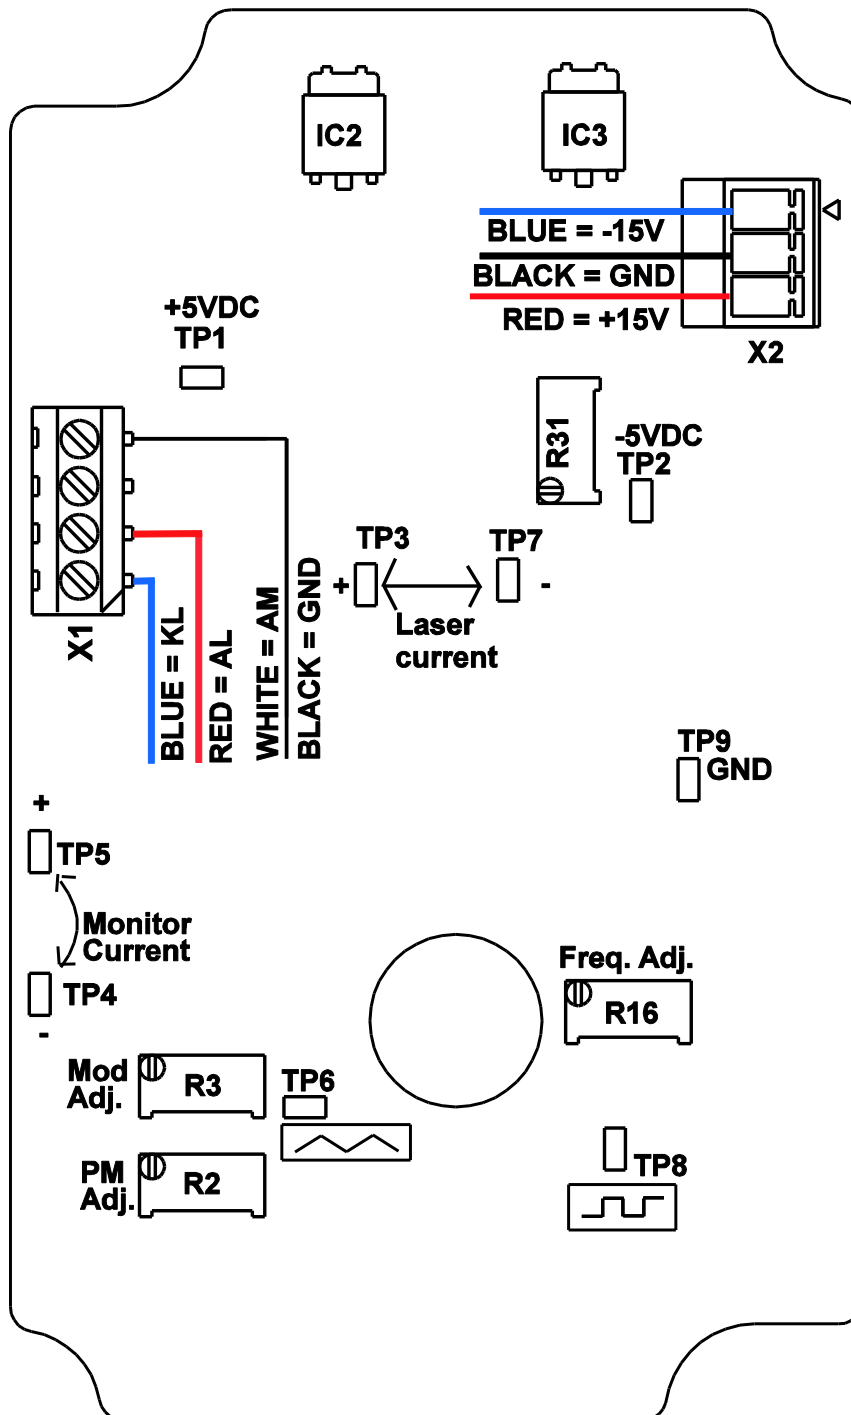 IC2
IC3
BLUE = -15V
BLACK = GND
RED = +15V
X2
+5VDC
TP1
R31
-5VDC
TP2
X1
BLUE = KL
RED = AL
WHITE = AM
BLACK = GND
TP3
+
TP7
-
Laser
current
TP9
GND
+
TP5
Monitor
Current
TP4
-
Freq. Adj.
R16
Mod
Adj.
R3
TP6
PM
Adj.
R2
TP8